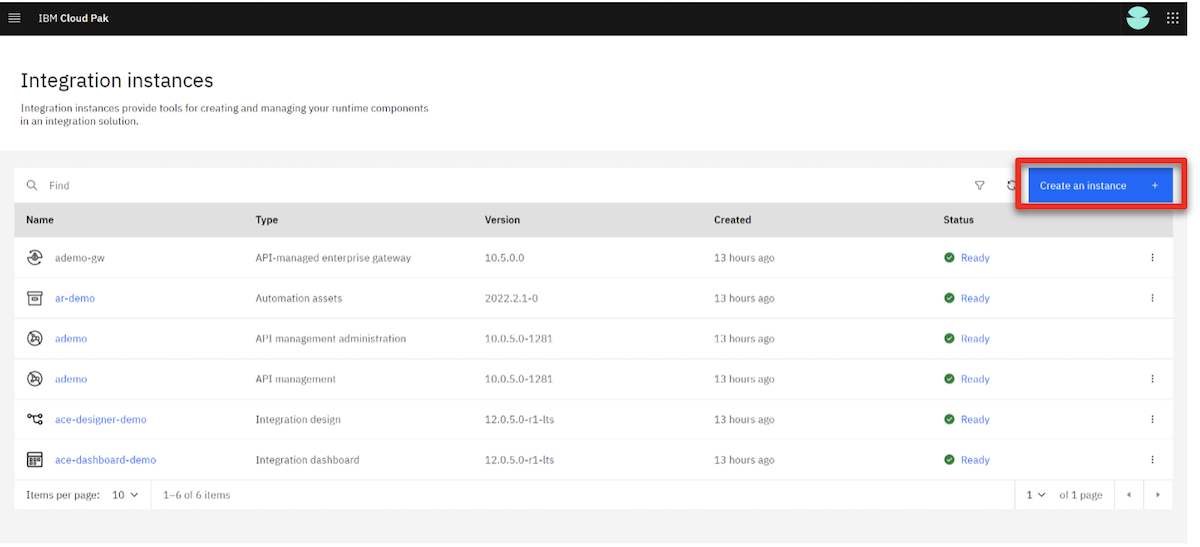 IBM Cloud Pak
Integration instances
Integration instances provide tools for creating and managing your runtime components
in an integration solution.
Find
Create an instance +
Name Type Version Created Status
ademo-gw API-managed enterprise gateway 10.5.0.0 13 hours ago Ready
ar-demo Automation assets 2022.2.1-0 13 hours ago Ready
ademo API management administration 10.0.5.0-1281 13 hours ago Ready
ademo API management 10.0.5.0-1281 13 hours ago Ready
ace-designer-demo Integration design 12.0.5.0-r1-lts 13 hours ago Ready
ace-dashboard-demo Integration dashboard 12.0.5.0-r1-lts 13 hours ago Ready
Items per page: 10 1–6 of 6 items 1 of 1 page